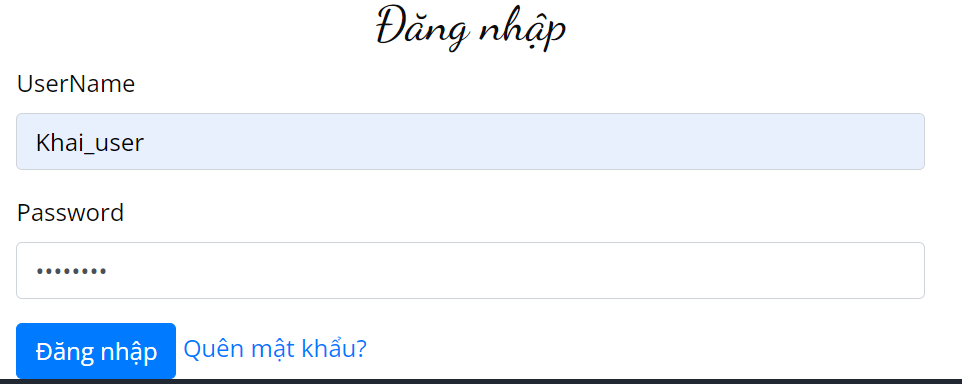 Đăng nhập
UserName
Khai_user
Password
••••••••
Đăng nhập Quên mật khẩu?